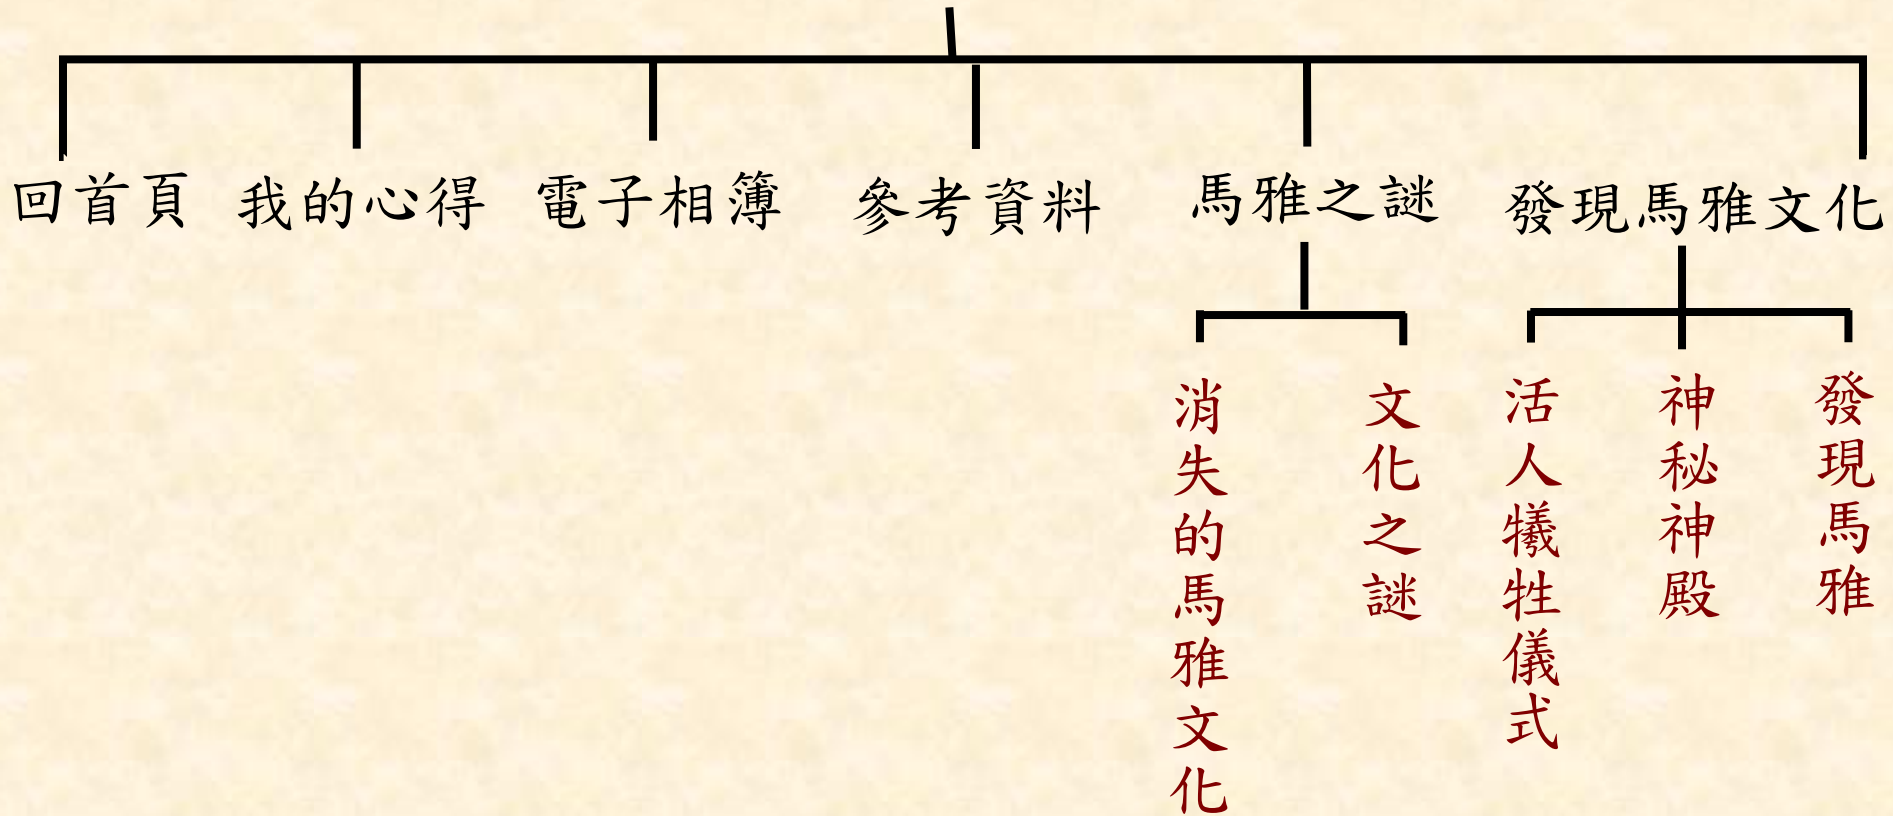 回首頁
我的心得
電子相簿
參考資料
馬雅之謎
發現馬雅文化
消失的馬雅文化
文化之謎
活人犧牲儀式
神秘神殿
發現馬雅